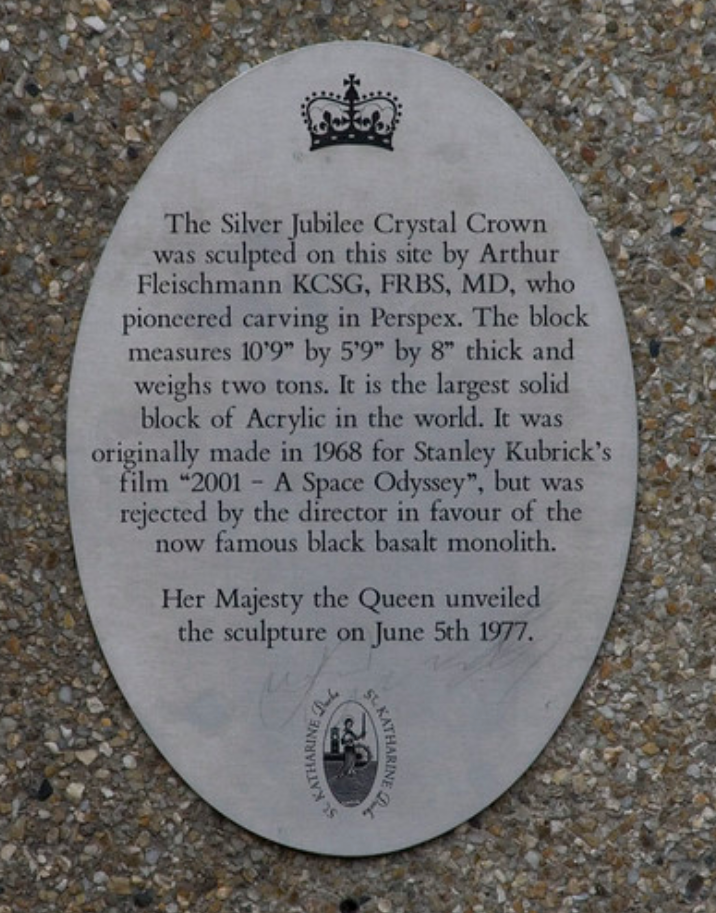 The Silver Jubilee Crystal Crown
was sculpted on this site by Arthur
Fleischmann KCSG, FRBS, MD, who
pioneered carving in Perspex. The block
measures 10'9” by 5'9” by 8” thick and
weighs two tons. It is the largest solid
block of Acrylic in the world. It was
originally made in 1968 for Stanley Kubrick's
film “2001 – A Space Odyssey”, but was
rejected by the director in favour of the
now famous black basalt monolith.
Her Majesty the Queen unveiled
the sculpture on June 5th 1977.
St. KATHARINE Docks
St. KATHARINE Docks